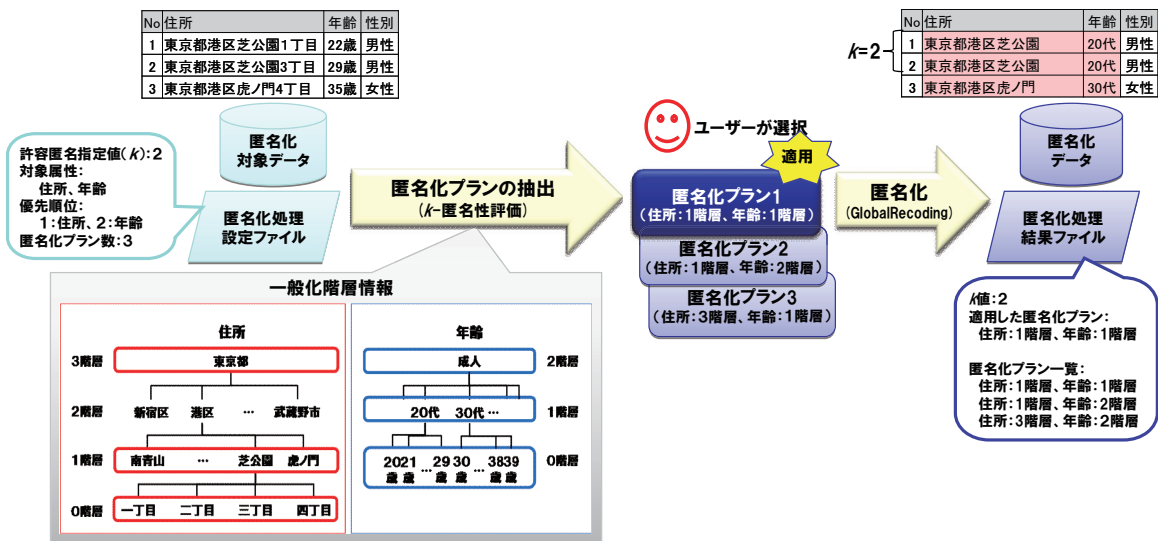 No 住所 年齢 性別
1 東京都港区芝公園1丁目 22歳 男性
2 東京都港区芝公園3丁目 29歳 男性
3 東京都港区虎ノ門4丁目 35歳 女性
匿名化
対象データ
許容匿名指定値(k):2
対象属性:
住所、年齢
優先順位:
1:住所、2:年齢
匿名化プラン数:3
匿名化処理
設定ファイル
匿名化プランの抽出
(k-匿名性評価)
一般化階層情報
住所
3階層 東京都
2階層 新宿区 港区 … 武蔵野市
1階層 南青山 … 芝公園 虎ノ門
0階層 一丁目 二丁目 三丁目 四丁目
年齢
成人 2階層
20代 30代… 1階層
2021 … 29 30 … 3839 0階層
歳 歳 歳 歳 歳 歳
ユーザーが選択
適用
匿名化プラン1
(住所:1階層、年齢:1階層)
匿名化プラン2
(住所:1階層、年齢:2階層)
匿名化プラン3
(住所:3階層、年齢:1階層)
匿名化
(GlobalRecoding)
k=2
No 住所 年齢 性別
1 東京都港区芝公園 20代 男性
2 東京都港区芝公園 20代 男性
3 東京都港区虎ノ門 30代 女性
匿名化
データ
匿名化処理
結果ファイル
k値:2
適用した匿名化プラン:
住所:1階層、年齢:1階層
匿名化プラン一覧:
住所:1階層、年齢:1階層
住所:1階層、年齢:2階層
住所:3階層、年齢:2階層